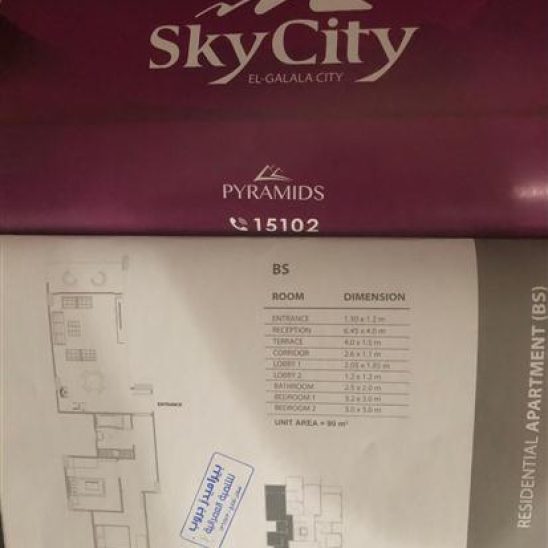 Sky City
EL-GALALA CITY
PYRAMIDS
15102
BS
ROOM DIMENSION
ENTRANCE 1.30 x 1.2 m
RECEPTION 6.45 x 4.0 m
TERRACE 4.0 x 1.5 m
CORRIDOR 2.6 x 1.1 m
LOBBY 1 2.05 x 1.85 m
LOBBY 2 1.2 x 1.2 m
BATHROOM 2.5 x 2.0 m
BEDROOM 1 3.2 x 3.0 m
BEDROOM 2 3.0 x 3.0 m
UNIT AREA = 90 m²
ENTRANCE
RESIDENTIAL APARTMENT (BS)